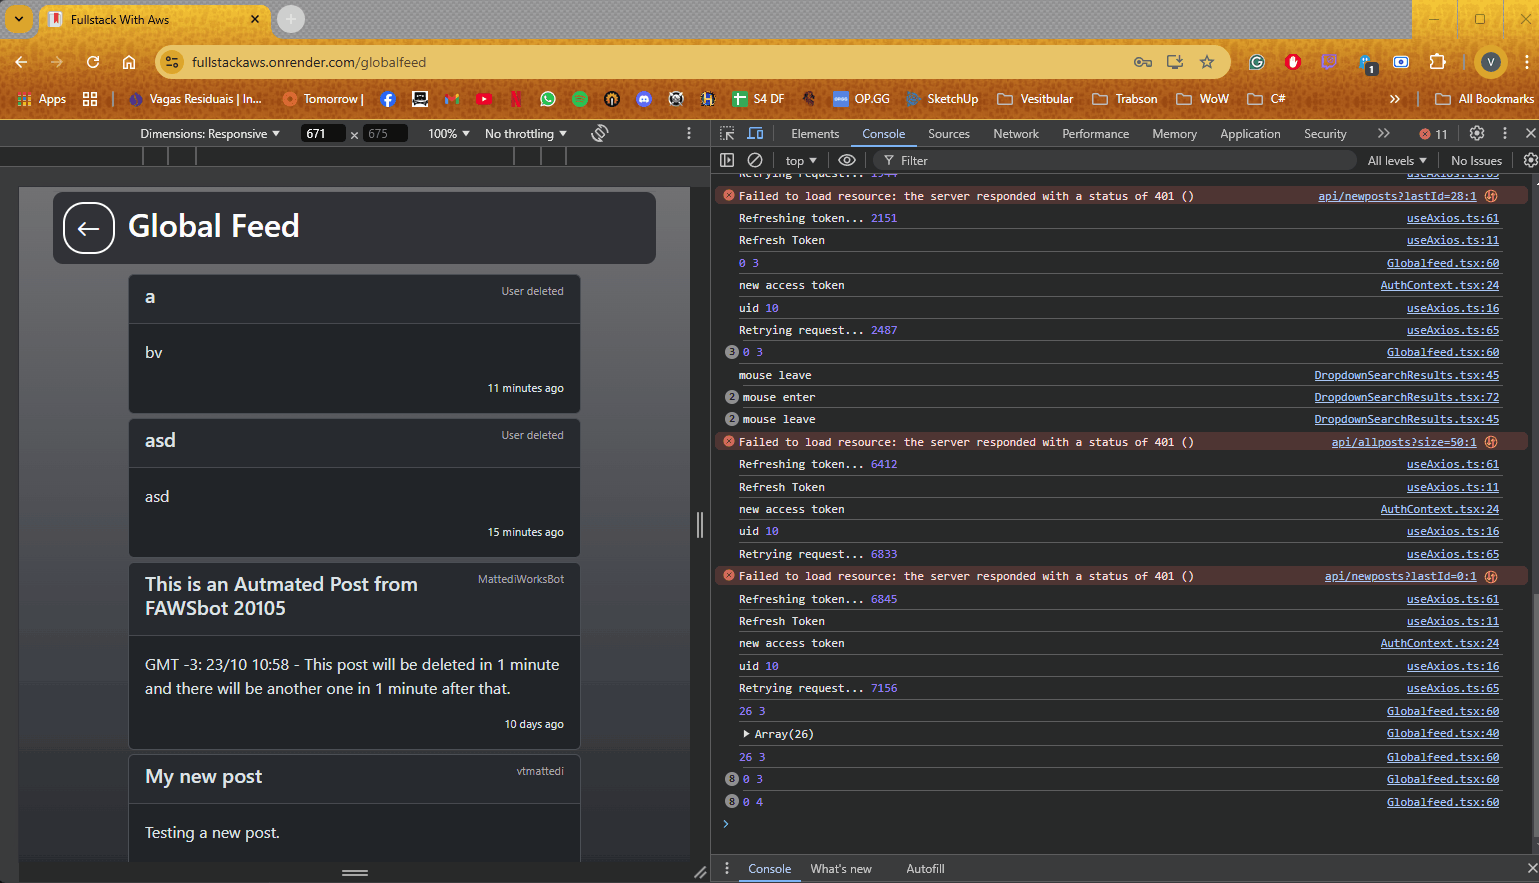 Fullstack With Aws
fullstackaws.onrender.com/globalfeed
1
V
Apps
Vagas Residuais | In...
Tomorrow |
S4 DF
OP.GG
SketchUp
Vesitbular
Trabson
WoW
C#
All Bookmarks
Dimensions: Responsive
671
x
675
100%
No throttling
Elements
Console
Sources
Network
Performance
Memory
Application
Security
11
top
Filter
All levels
No Issues
Global Feed
a
User deleted
bv
11 minutes ago
asd
User deleted
asd
15 minutes ago
This is an Autmated Post from
FAWSbot 20105
MattediWorksBot
GMT -3: 23/10 10:58 - This post will be deleted in 1 minute
and there will be another one in 1 minute after that.
10 days ago
My new post
vtmattedi
Testing a new post.
Failed to load resource: the server responded with a status of 401 () api/newposts?lastId=28:1
Refreshing token... 2151 useAxios.ts:61
Refresh Token useAxios.ts:11
0 3 Globalfeed.tsx:60
new access token AuthContext.tsx:24
uid 10 useAxios.ts:16
Retrying request... 2487 useAxios.ts:65
3 0 3 Globalfeed.tsx:60
mouse leave DropdownSearchResults.tsx:45
2 mouse enter DropdownSearchResults.tsx:72
2 mouse leave DropdownSearchResults.tsx:45
Failed to load resource: the server responded with a status of 401 () api/allposts?size=50:1
Refreshing token... 6412 useAxios.ts:61
Refresh Token useAxios.ts:11
new access token AuthContext.tsx:24
uid 10 useAxios.ts:16
Retrying request... 6833 useAxios.ts:65
Failed to load resource: the server responded with a status of 401 () api/newposts?lastId=0:1
Refreshing token... 6845 useAxios.ts:61
Refresh Token useAxios.ts:11
new access token AuthContext.tsx:24
uid 10 useAxios.ts:16
Retrying request... 7156 useAxios.ts:65
26 3 Globalfeed.tsx:60
Array(26) Globalfeed.tsx:40
26 3 Globalfeed.tsx:60
8 0 3 Globalfeed.tsx:60
8 0 4 Globalfeed.tsx:60
Console
What's new
Autofill